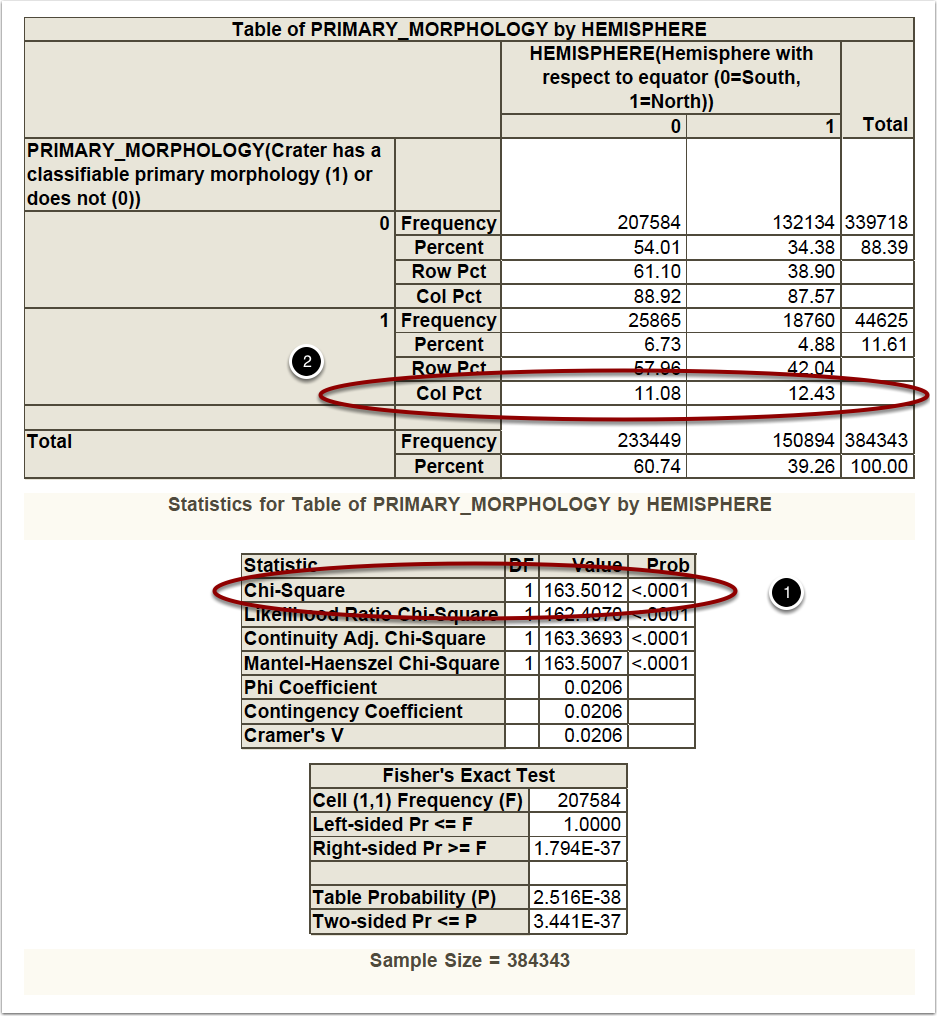 Table of PRIMARY_MORPHOLOGY by HEMISPHERE
HEMISPHERE(Hemisphere with
respect to equator (0=South,
1=North))
0 1 Total
PRIMARY_MORPHOLOGY(Crater has a
classifiable primary morphology (1) or
does not (0))
0 Frequency 207584 132134 339718
Percent 54.01 34.38 88.39
Row Pct 61.10 38.90
Col Pct 88.92 87.57
1 Frequency 25865 18760 44625
Percent 6.73 4.88 11.61
2
Row Pct 57.96 42.04
Col Pct 11.08 12.43
Total Frequency 233449 150894 384343
Percent 60.74 39.26 100.00
Statistics for Table of PRIMARY_MORPHOLOGY by HEMISPHERE
Statistic DF Value Prob
Chi-Square 1 163.5012 <.0001
1
Likelihood Ratio Chi-Square 1 162.4070 <.0001
Continuity Adj. Chi-Square 1 163.3693 <.0001
Mantel-Haenszel Chi-Square 1 163.5007 <.0001
Phi Coefficient 0.0206
Contingency Coefficient 0.0206
Cramer's V 0.0206
Fisher's Exact Test
Cell (1,1) Frequency (F) 207584
Left-sided Pr <= F 1.0000
Right-sided Pr >= F 1.794E-37
Table Probability (P) 2.516E-38
Two-sided Pr <= P 3.441E-37
Sample Size = 384343